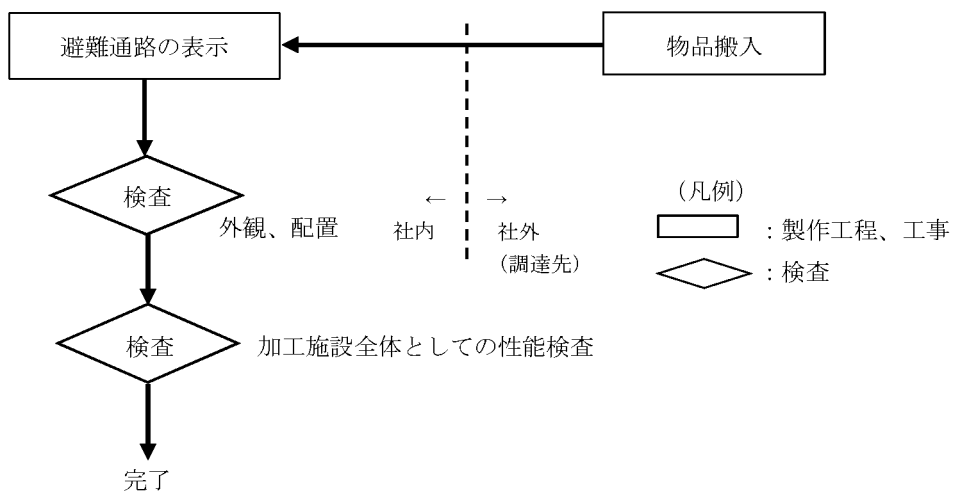 避難通路の表示
物品搬入
検査
外観、配置
← →
社内 社外
(調達先)
(凡例)
：製作工程、工事
：検査
検査
加工施設全体としての性能検査
完了